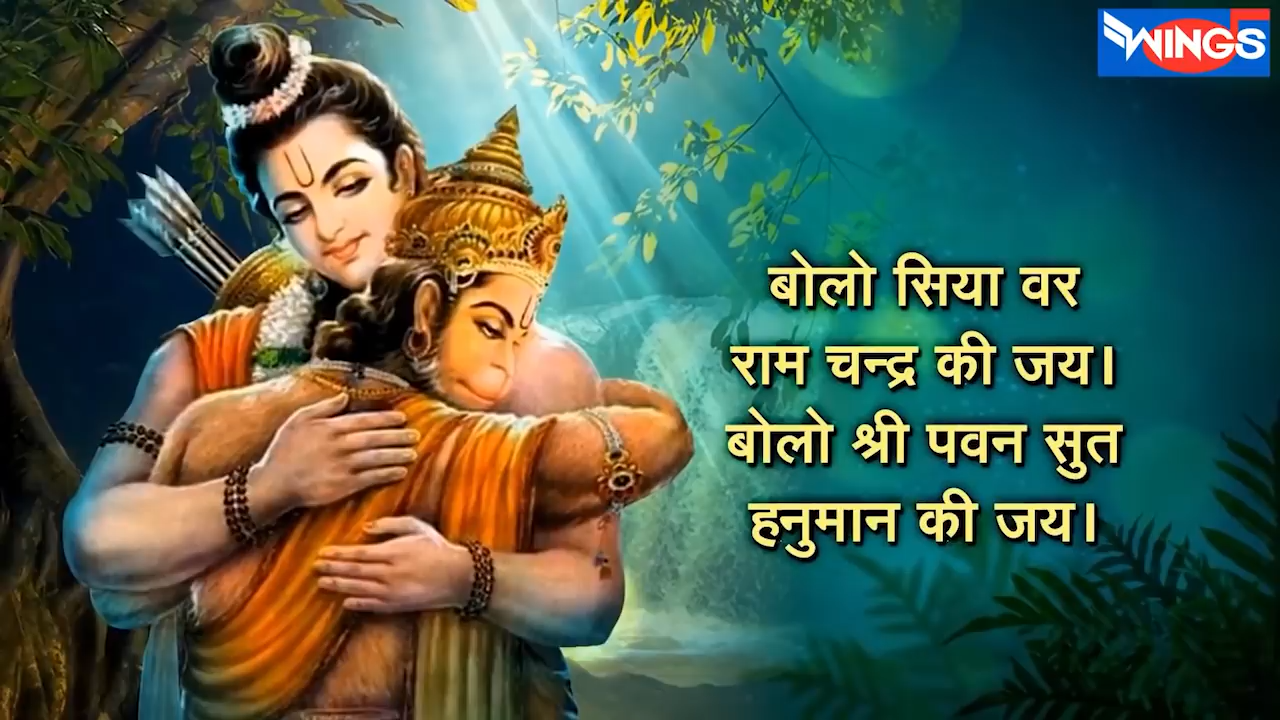 WINGS
बोलो सिया वर
राम चन्द्र की जय।
बोलो श्री पवन सुत
हनुमान की जय।